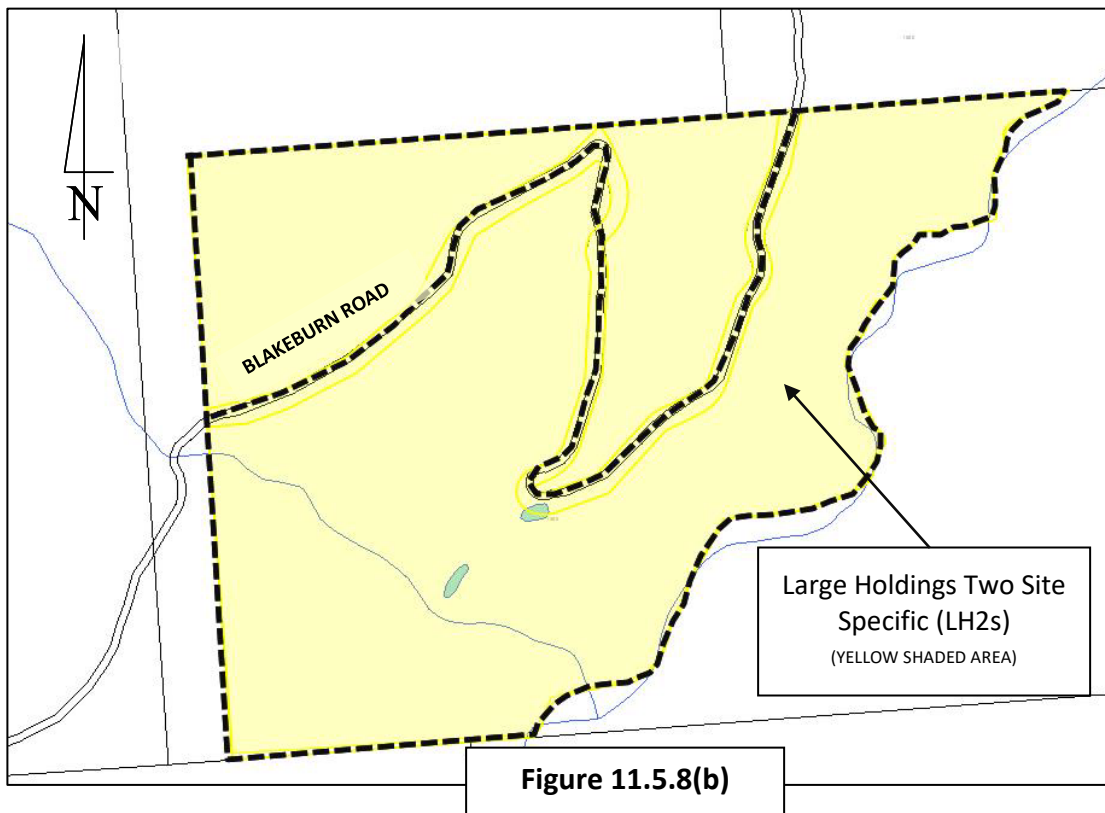 N
BLAKEBURN ROAD
Large Holdings Two Site
Specific (LH2s)
(YELLOW SHADED AREA)
Figure 11.5.8(b)